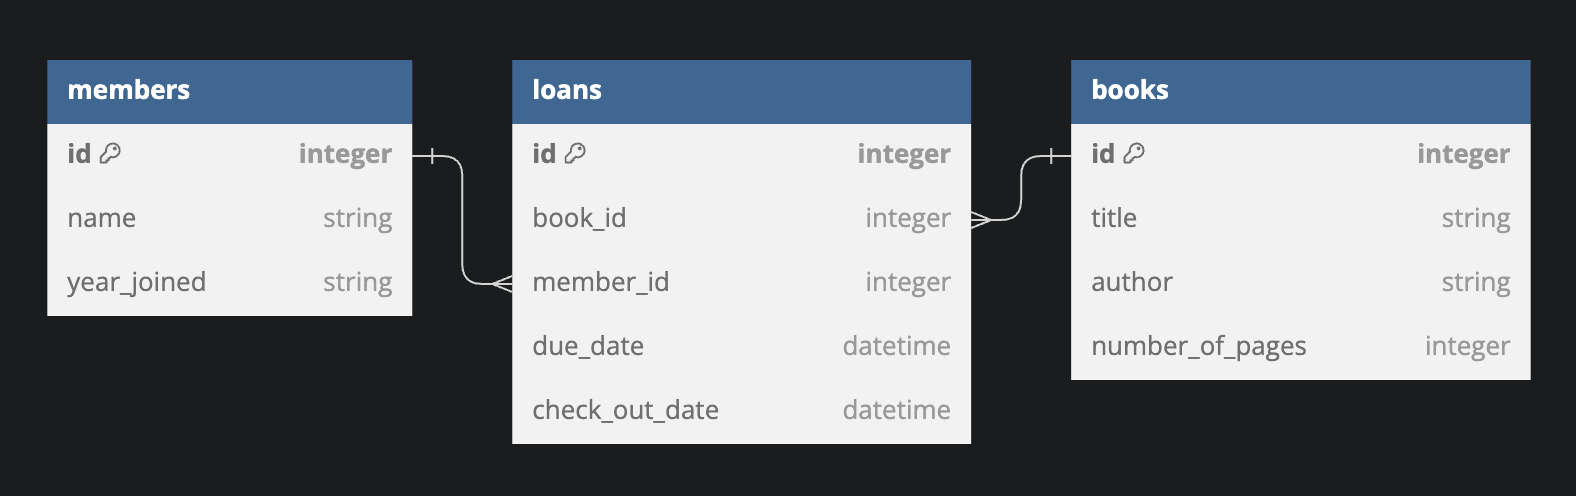 members
id integer
name string
year_joined string
loans
id integer
book_id integer
member_id integer
due_date datetime
check_out_date datetime
books
id integer
title string
author string
number_of_pages integer